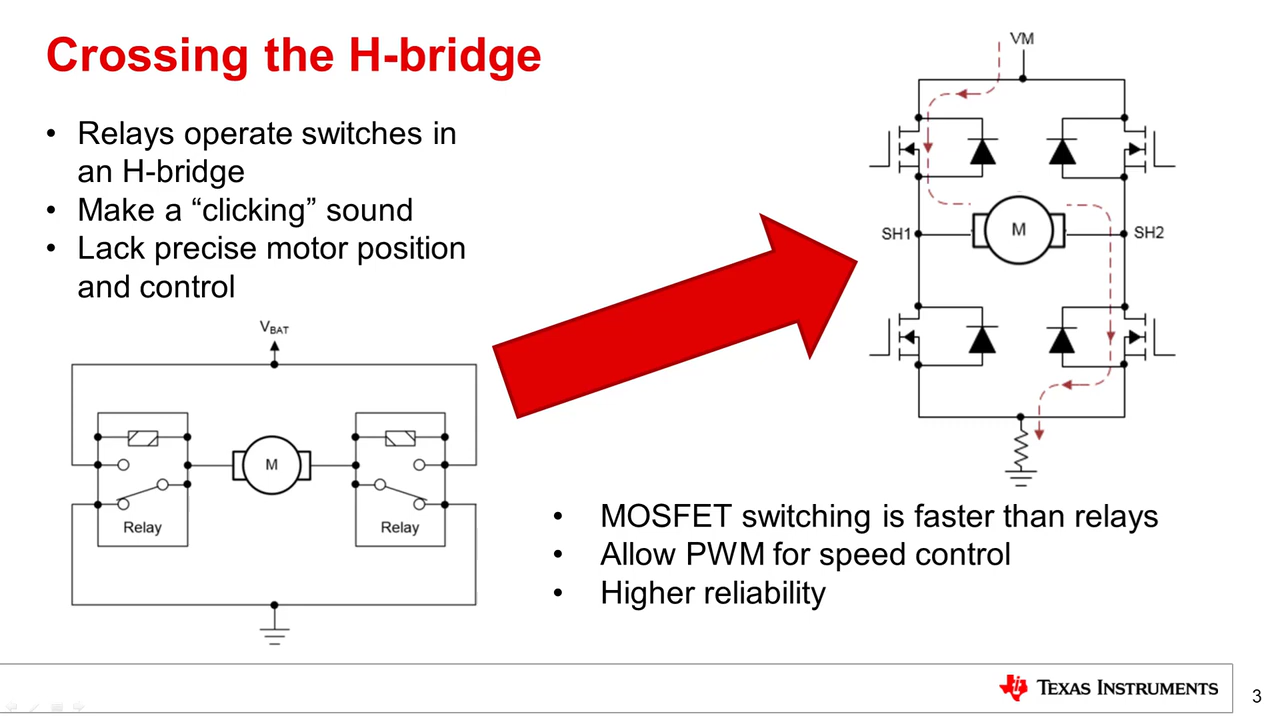 Crossing the H-bridge
• Relays operate switches in
an H-bridge
• Make a “clicking” sound
• Lack precise motor position
and control
VBAT
M
Relay
Relay
VM
SH1
M
SH2
• MOSFET switching is faster than relays
• Allow PWM for speed control
• Higher reliability
TEXAS INSTRUMENTS
3